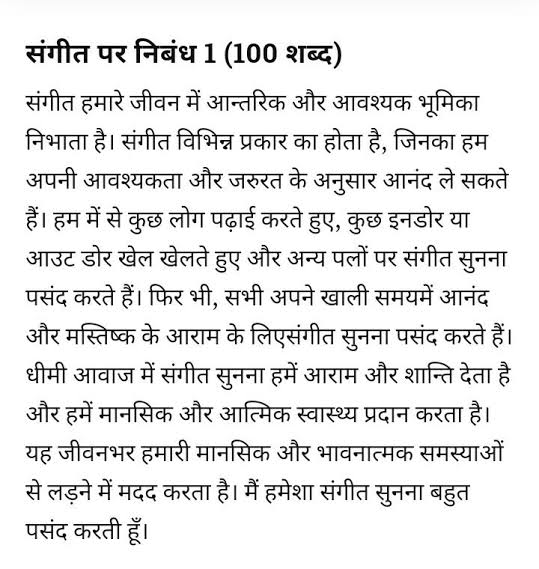 संगीत पर निबंध 1 (100 शब्द)
संगीत हमारे जीवन में आन्तरिक और आवश्यक भूमिका
निभाता है। संगीत विभिन्न प्रकार का होता है, जिनका हम
अपनी आवश्यकता और जरुरत के अनुसार आनंद ले सकते
हैं। हम में से कुछ लोग पढ़ाई करते हुए, कुछ इनडोर या
आउट डोर खेल खेलते हुए और अन्य पलों पर संगीत सुनना
पसंद करते हैं। फिर भी, सभी अपने खाली समयमें आनंद
और मस्तिष्क के आराम के लिएसंगीत सुनना पसंद करते हैं।
धीमी आवाज में संगीत सुनना हमें आराम और शान्ति देता है
और हमें मानसिक और आत्मिक स्वास्थ्य प्रदान करता है।
यह जीवनभर हमारी मानसिक और भावनात्मक समस्याओं
से लड़ने में मदद करता है। मैं हमेशा संगीत सुनना बहुत
पसंद करती हूँ।